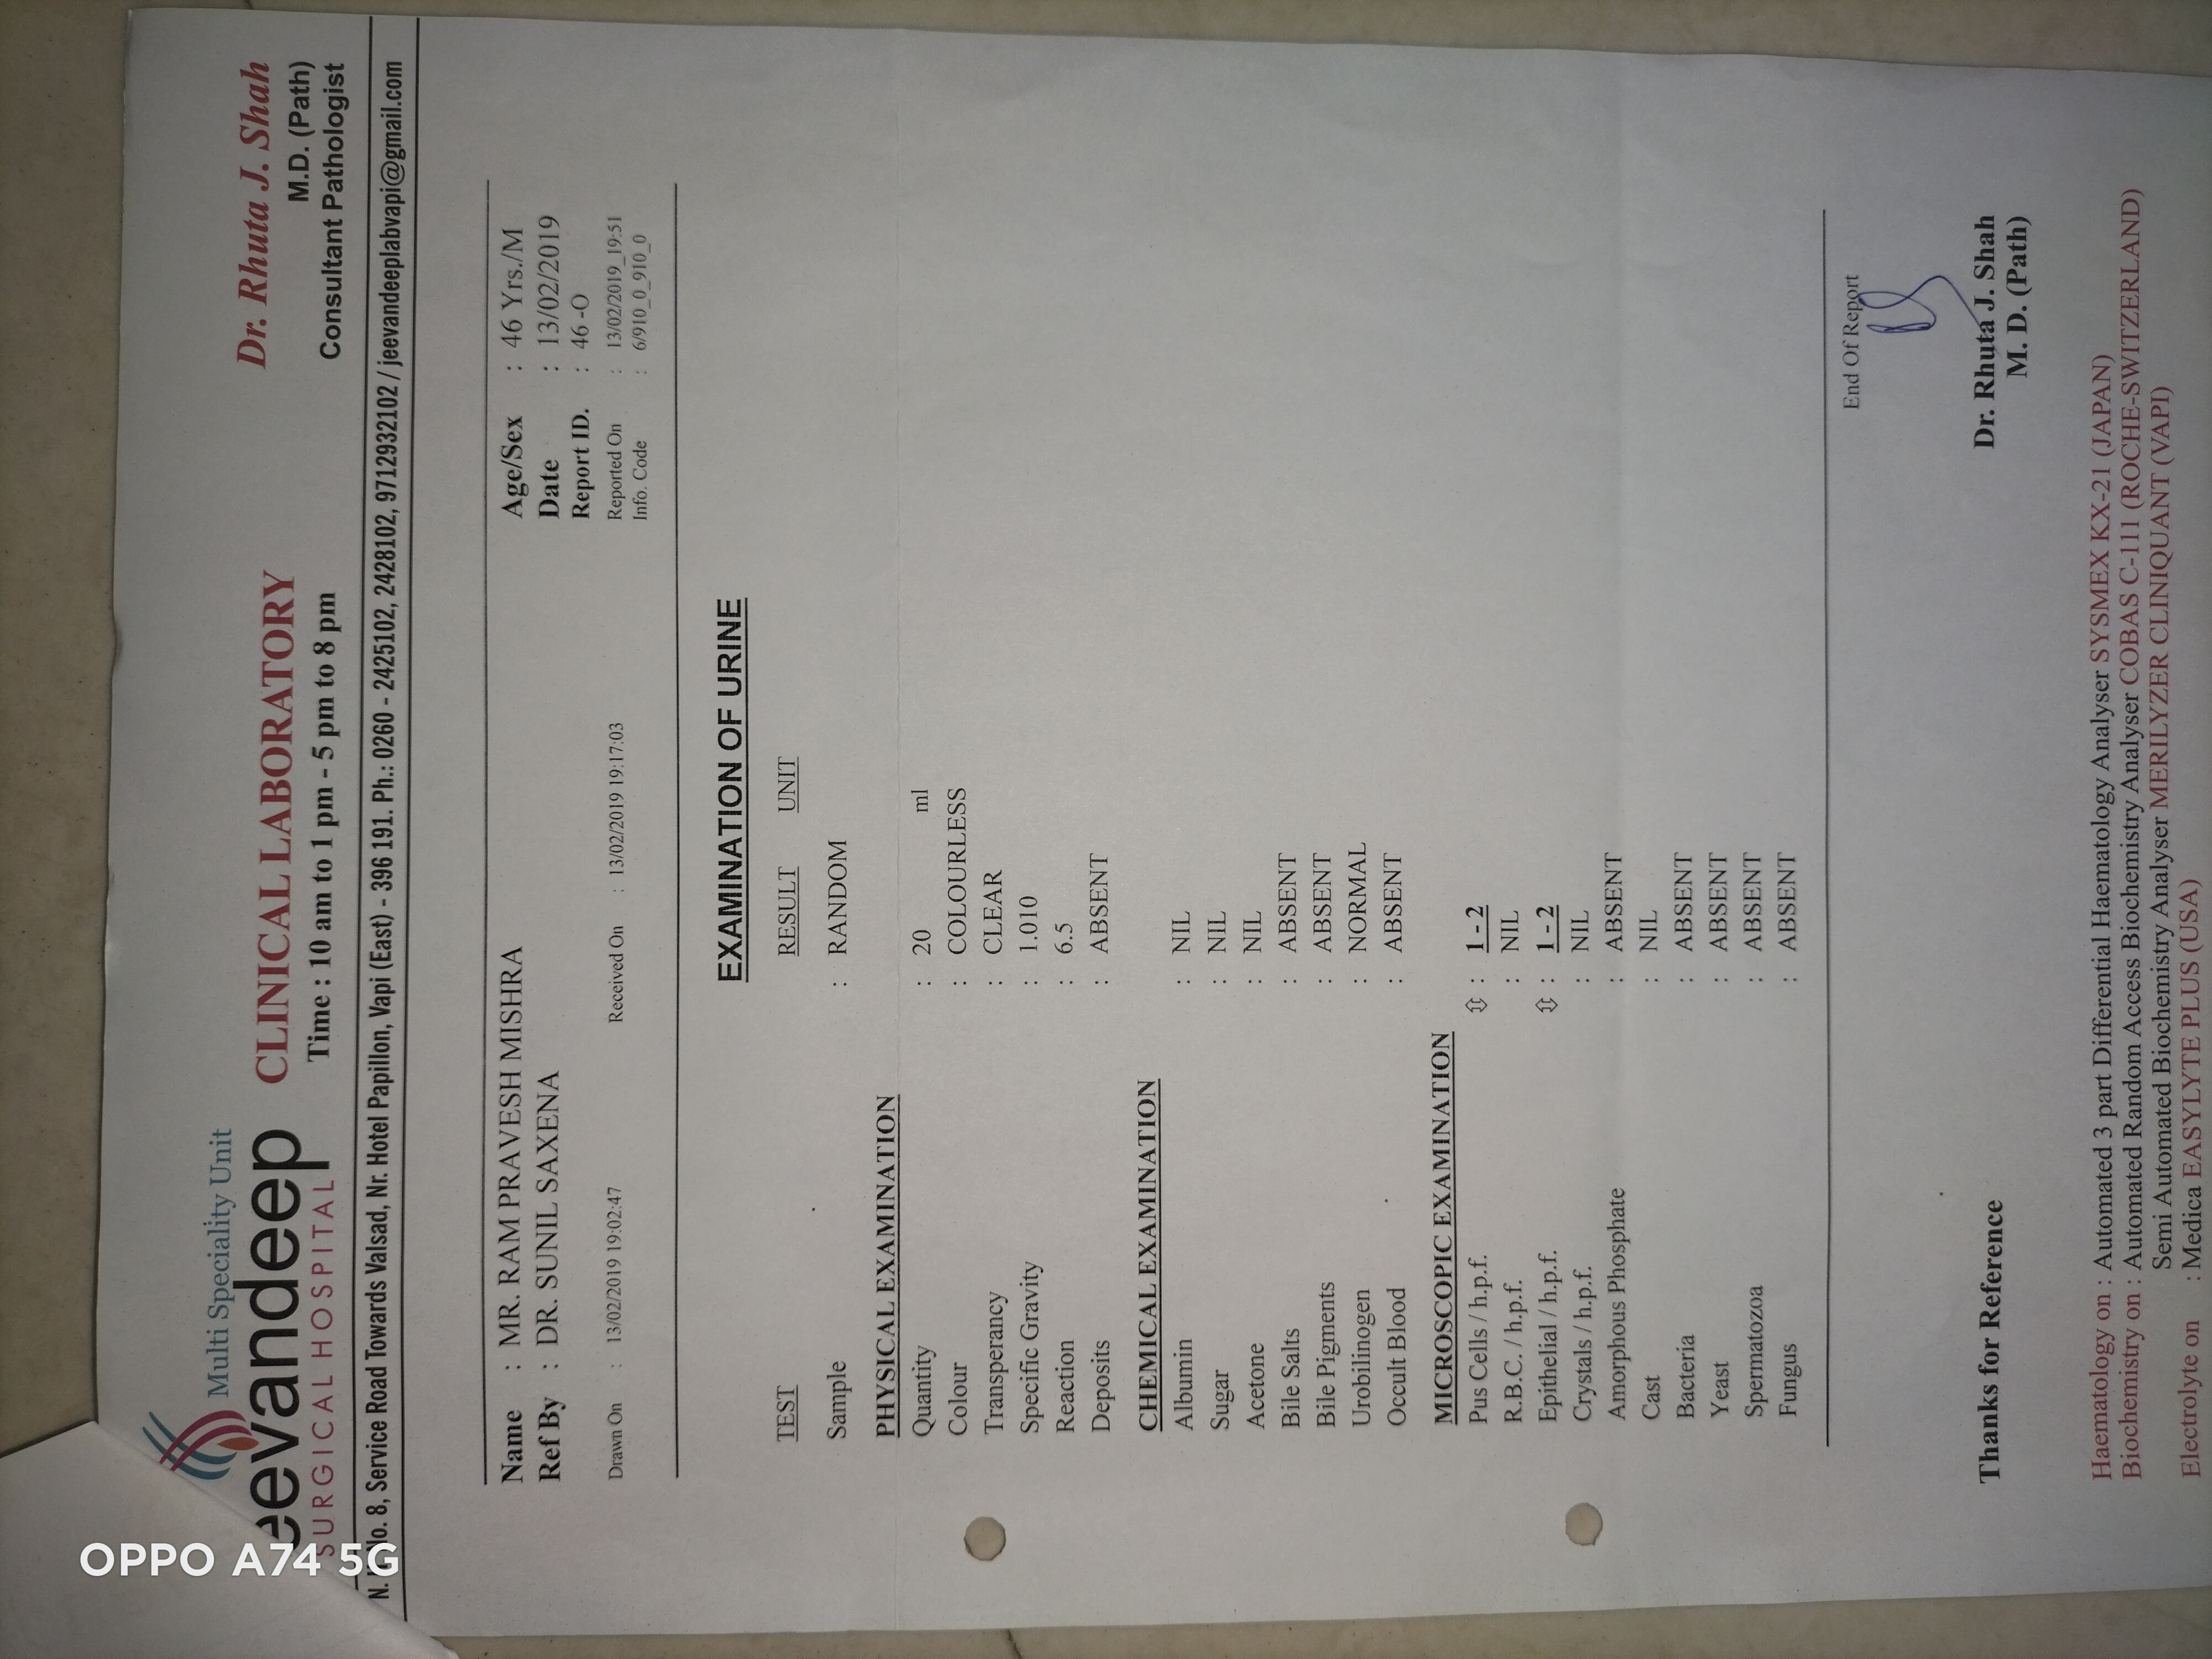 Multi Speciality Unit
eevandeep
SURGICAL HOSPITAL
CLINICAL LABORATORY
Time : 10 am to 1 pm - 5 pm to 8 pm
Dr. Rhuta J. Shah
M.D. (Path)
Consultant Pathologist
No. 8, Service Road Towards Valsad, Nr. Hotel Papillon, Vapi (East) - 396 191. Ph.: 0260 - 2425102, 2428102, 9712932102 / jeevandeeplabvapi@gmail.com
Name : MR. RAM PRAVESH MISHRA Age/Sex : 46 Yrs./M
Ref By : DR. SUNIL SAXENA Date : 13/02/2019
Report ID. : 46 -O
Drawn On : 13/02/2019 19:02:47 Received On : 13/02/2019 19:17:03 Reported On : 13/02/2019_19:51
Info. Code : 6/910_0_910_0
EXAMINATION OF URINE
TEST RESULT UNIT
Sample : RANDOM
PHYSICAL EXAMINATION
Quantity : 20 ml
Colour : COLOURLESS
Transperancy : CLEAR
Specific Gravity : 1.010
Reaction : 6.5
Deposits : ABSENT
CHEMICAL EXAMINATION
Albumin : NIL
Sugar : NIL
Acetone : NIL
Bile Salts : ABSENT
Bile Pigments : ABSENT
Urobilinogen : NORMAL
Occult Blood : ABSENT
MICROSCOPIC EXAMINATION
Pus Cells / h.p.f. ⇳ : 1 - 2
R.B.C. / h.p.f. : NIL
Epithelial / h.p.f. ⇳ : 1 - 2
Crystals / h.p.f. : NIL
Amorphous Phosphate : ABSENT
Cast : NIL
Bacteria : ABSENT
Yeast : ABSENT
Spermatozoa : ABSENT
Fungus : ABSENT
End Of Report
Thanks for Reference Dr. Rhuta J. Shah
M. D. (Path)
Haematology on : Automated 3 part Differential Haematology Analyser SYSMEX KX-21 (JAPAN)
Biochemistry on : Automated Random Access Biochemistry Analyser COBAS C-111 (ROCHE-SWITZERLAND)
Semi Automated Biochemistry Analyser MERILYZER CLINIQUANT (VAPI)
Electrolyte on : Medica EASYLYTE PLUS (USA)
OPPO A74 5G